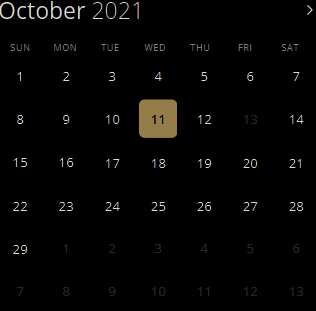 October 2021
SUN MON TUE WED THU FRI SAT
1 2 3 4 5 6 7
8 9 10 11 12 13 14
15 16 17 18 19 20 21
22 23 24 25 26 27 28
29 1 2 3 4 5 6
7 8 9 10 11 12 13